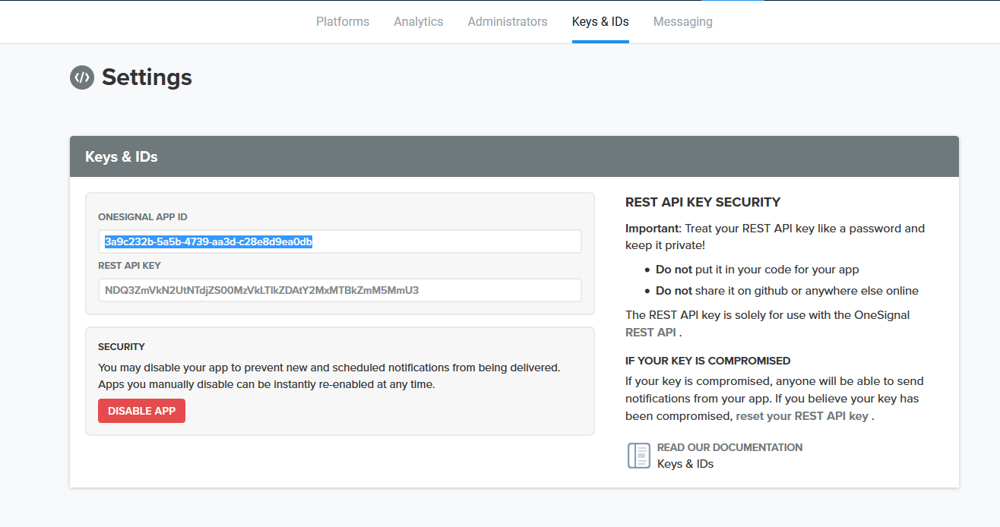 Platforms Analytics Administrators Keys & IDs Messaging
Settings
Keys & IDs
ONESIGNAL APP ID
3a9c232b-5a5b-4739-aa3d-c28e8d9ea0db
REST API KEY
NDQ3ZmVkN2UtNTdjZS00MzVkLTlkZDAtY2MxMTBkZmM5MmU3
SECURITY
You may disable your app to prevent new and scheduled notifications from being delivered.
Apps you manually disable can be instantly re-enabled at any time.
DISABLE APP
REST API KEY SECURITY
Important: Treat your REST API key like a password and
keep it private!
Do not put it in your code for your app
Do not share it on github or anywhere else online
The REST API key is solely for use with the OneSignal
REST API .
IF YOUR KEY IS COMPROMISED
If your key is compromised, anyone will be able to send
notifications from your app. If you believe your key has
been compromised, reset your REST API key .
READ OUR DOCUMENTATION
Keys & IDs